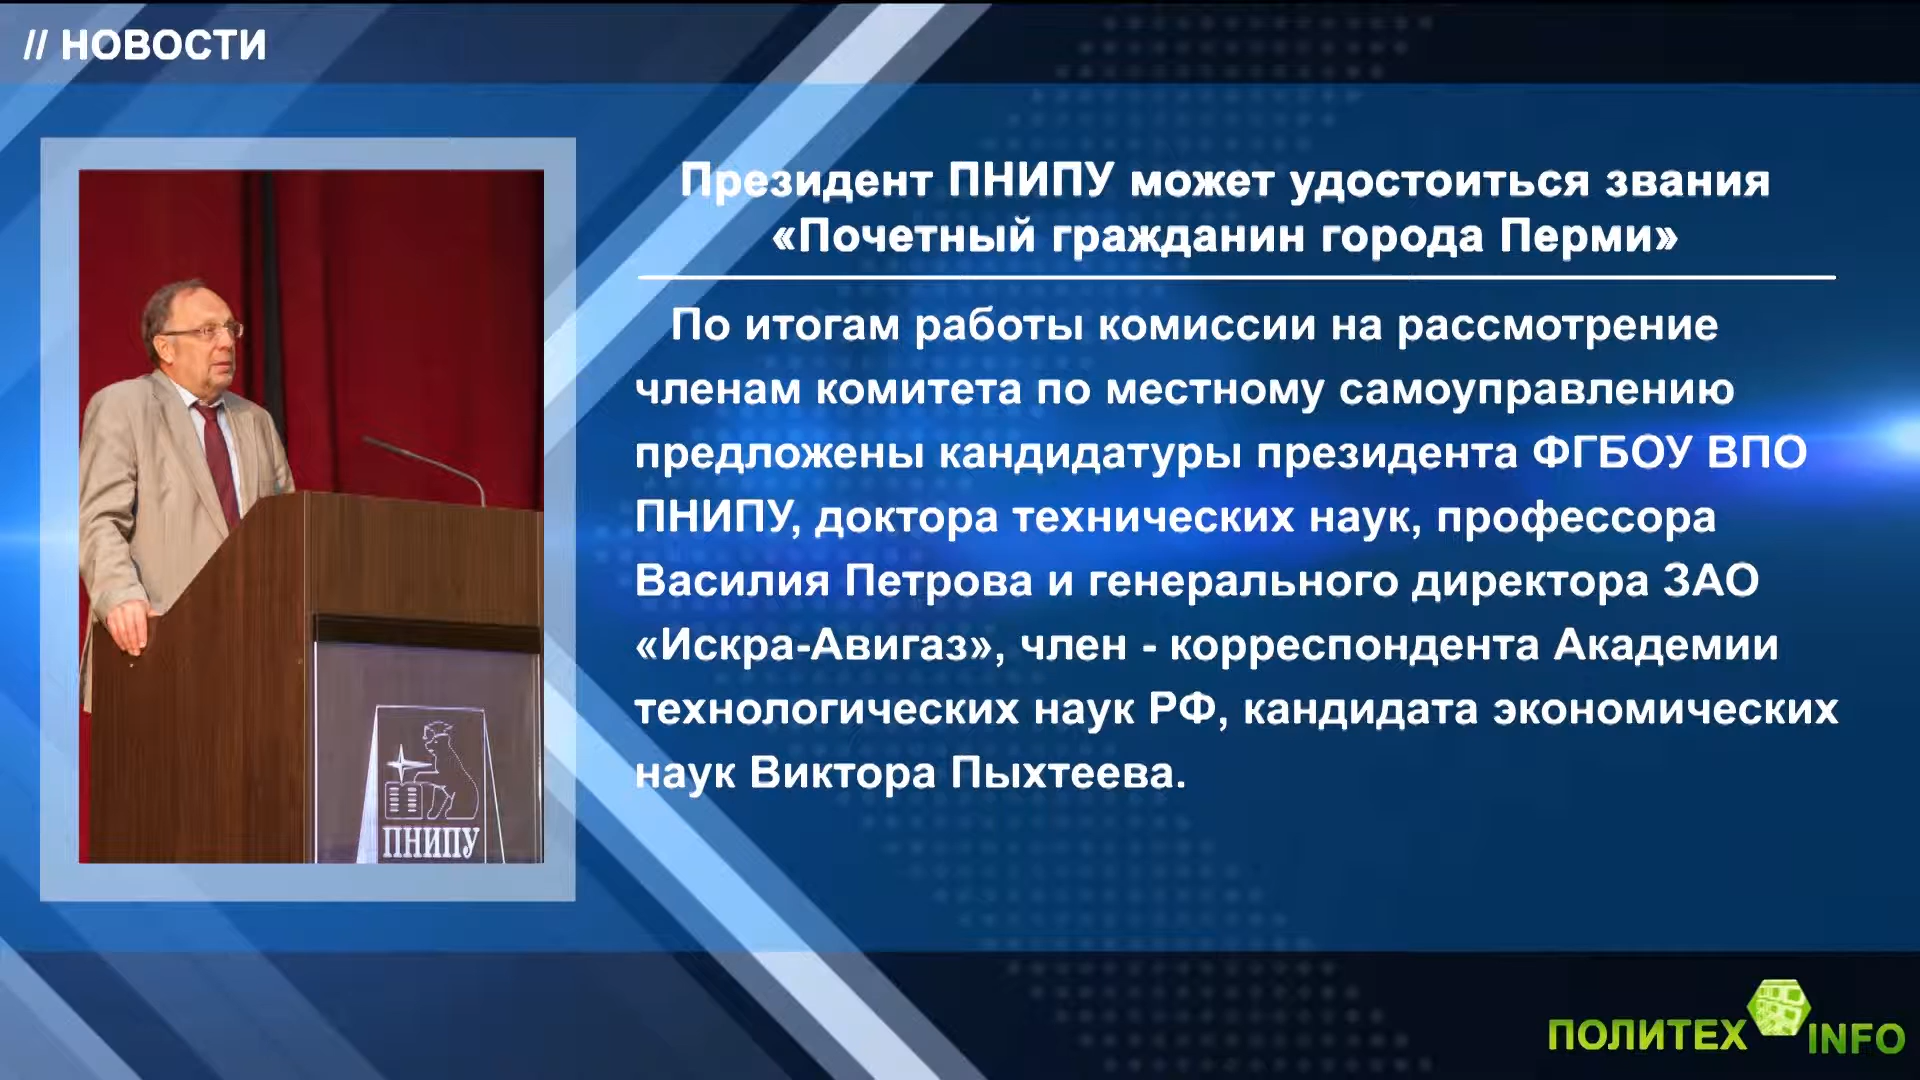 // НОВОСТИ
Президент ПНИПУ может удостоиться звания
«Почетный гражданин города Перми»
По итогам работы комиссии на рассмотрение
членам комитета по местному самоуправлению
предложены кандидатуры президента ФГБОУ ВПО
ПНИПУ, доктора технических наук, профессора
Василия Петрова и генерального директора ЗАО
«Искра-Авигаз», член - корреспондента Академии
технологических наук РФ, кандидата экономических
наук Виктора Пыхтеева.
ПНИПУ
ПОЛИТЕХ INFO